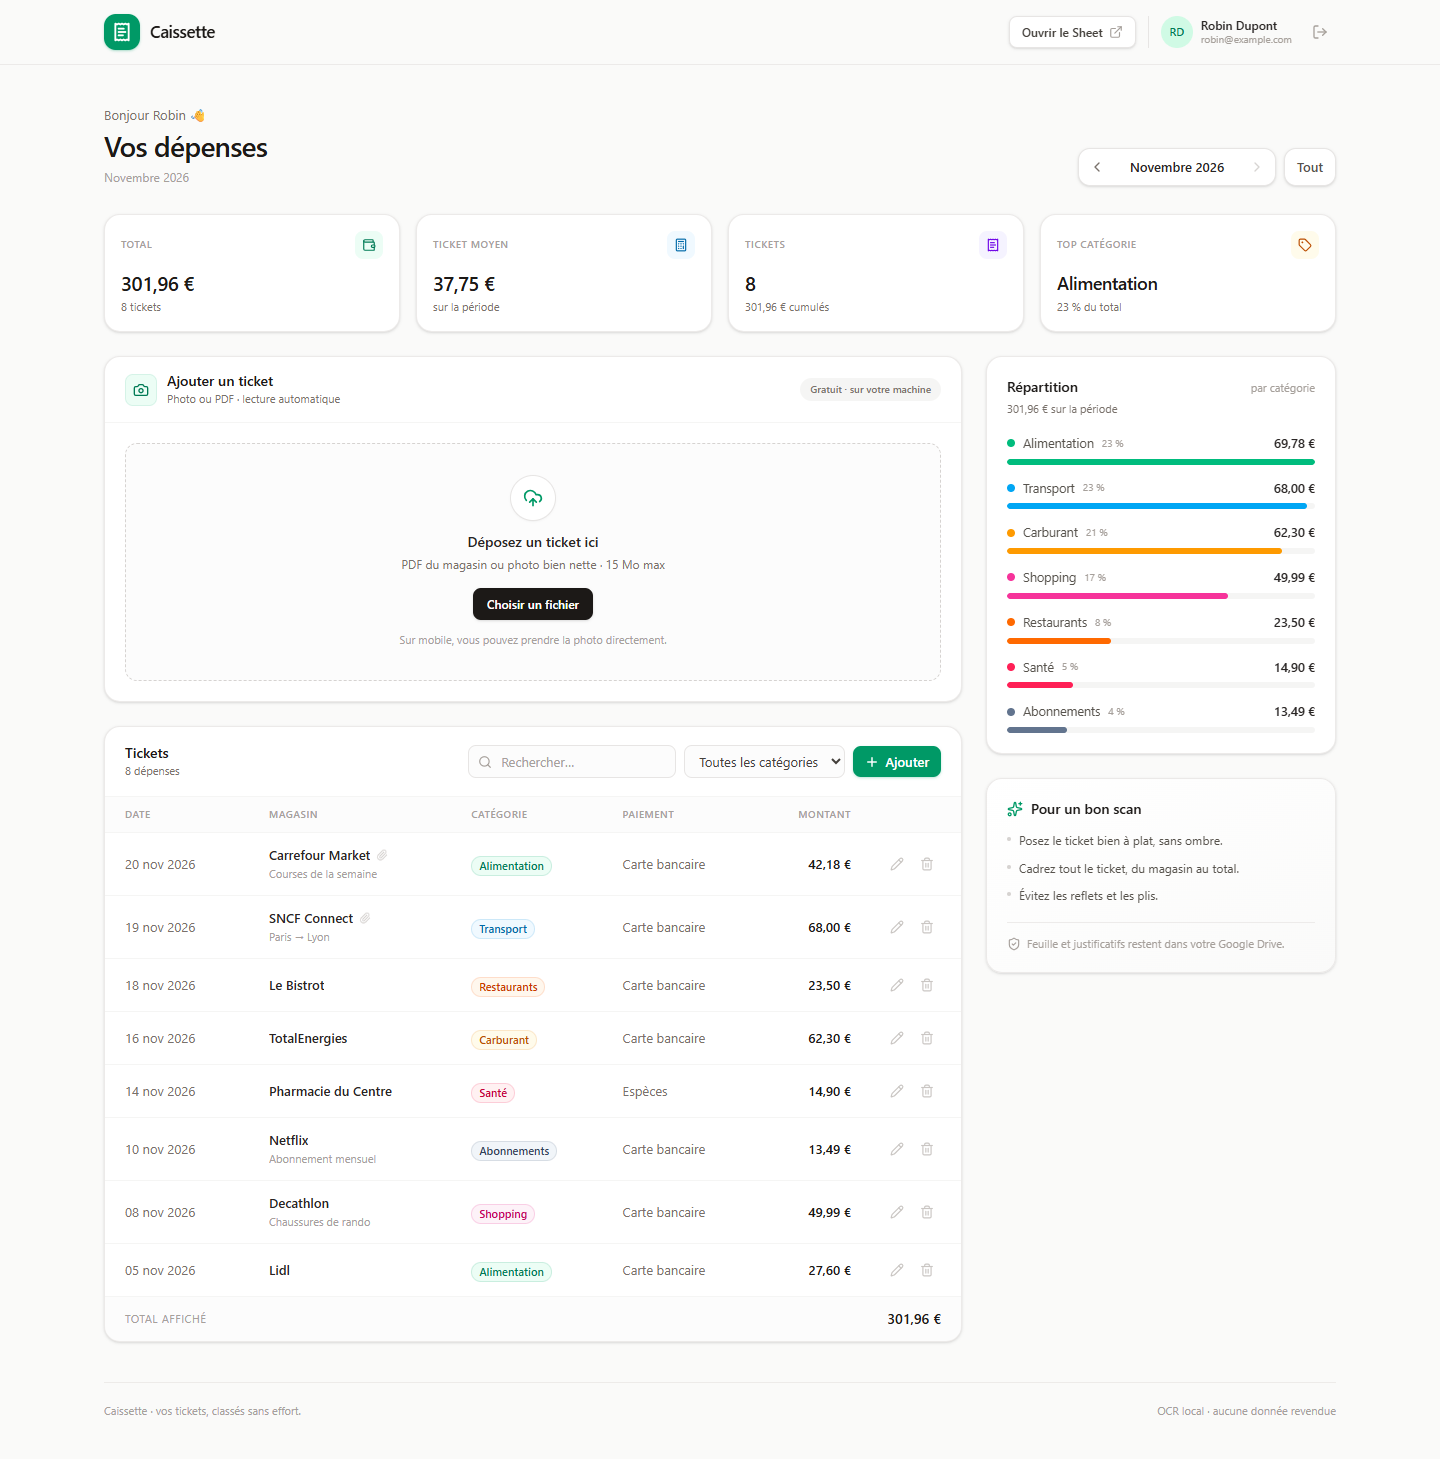 Caissette
Ouvrir le Sheet
RD
Robin Dupont
robin@example.com
Bonjour Robin 👋
Vos dépenses
Novembre 2026
Novembre 2026
Tout
TOTAL
301,96 €
8 tickets
TICKET MOYEN
37,75 €
sur la période
TICKETS
8
301,96 € cumulés
TOP CATÉGORIE
Alimentation
23 % du total
Ajouter un ticket
Photo ou PDF · lecture automatique
Gratuit · sur votre machine
Déposez un ticket ici
PDF du magasin ou photo bien nette · 15 Mo max
Choisir un fichier
Sur mobile, vous pouvez prendre la photo directement.
Répartition par catégorie
301,96 € sur la période
Alimentation 23 % 69,78 €
Transport 23 % 68,00 €
Carburant 21 % 62,30 €
Shopping 17 % 49,99 €
Restaurants 8 % 23,50 €
Santé 5 % 14,90 €
Abonnements 4 % 13,49 €
Pour un bon scan
Posez le ticket bien à plat, sans ombre.
Cadrez tout le ticket, du magasin au total.
Évitez les reflets et les plis.
Feuille et justificatifs restent dans votre Google Drive.
Tickets
8 dépenses
Rechercher...
Toutes les catégories
+ Ajouter
DATE MAGASIN CATÉGORIE PAIEMENT MONTANT
20 nov 2026 Carrefour Market Alimentation Carte bancaire 42,18 €
Courses de la semaine
19 nov 2026 SNCF Connect Transport Carte bancaire 68,00 €
Paris → Lyon
18 nov 2026 Le Bistrot Restaurants Carte bancaire 23,50 €
16 nov 2026 TotalEnergies Carburant Carte bancaire 62,30 €
14 nov 2026 Pharmacie du Centre Santé Espèces 14,90 €
10 nov 2026 Netflix Abonnements Carte bancaire 13,49 €
Abonnement mensuel
08 nov 2026 Decathlon Shopping Carte bancaire 49,99 €
Chaussures de rando
05 nov 2026 Lidl Alimentation Carte bancaire 27,60 €
TOTAL AFFICHÉ 301,96 €
Caissette · vos tickets, classés sans effort.
OCR local · aucune donnée revendue